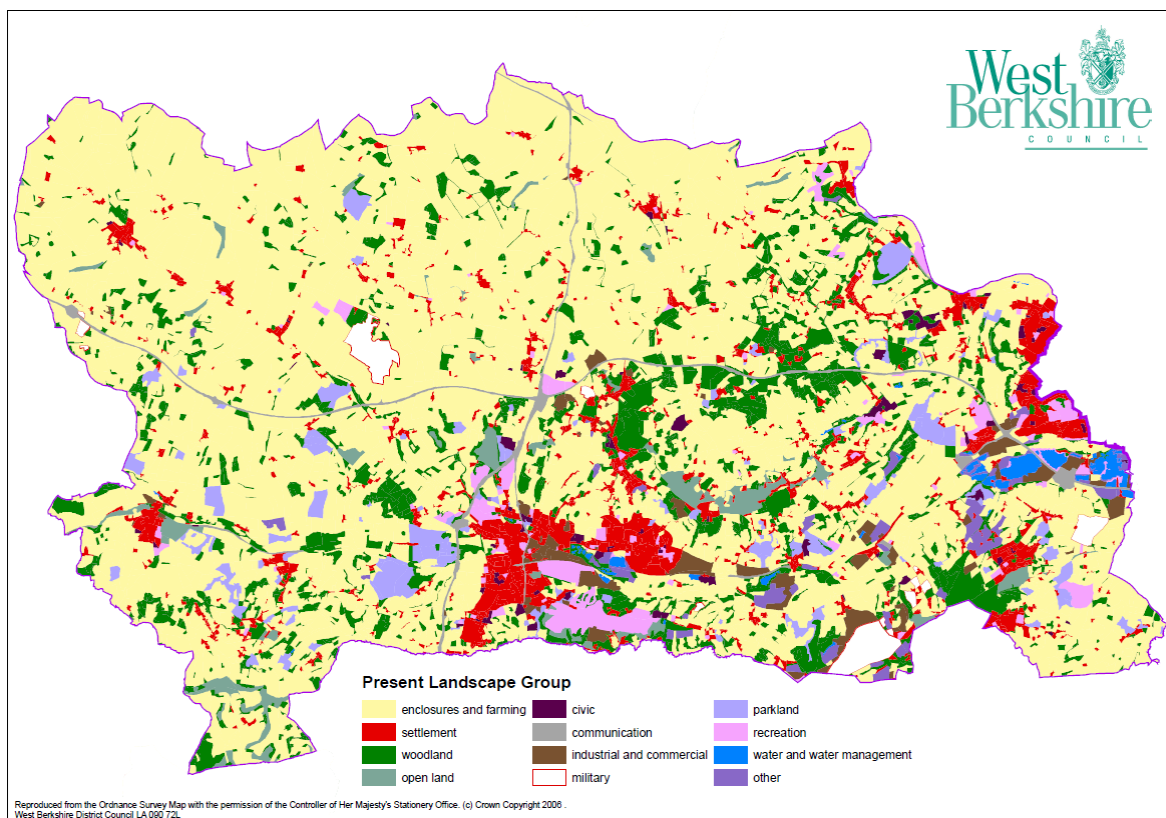 West
Berkshire
COUNCIL
Present Landscape Group
enclosures and farming
settlement
woodland
open land
civic
communication
industrial and commercial
military
parkland
recreation
water and water management
other
Reproduced from the Ordnance Survey Map with the permission of the Controller of Her Majesty's Stationery Office. (c) Crown Copyright 2006 .
West Berkshire District Council LA 090 72L